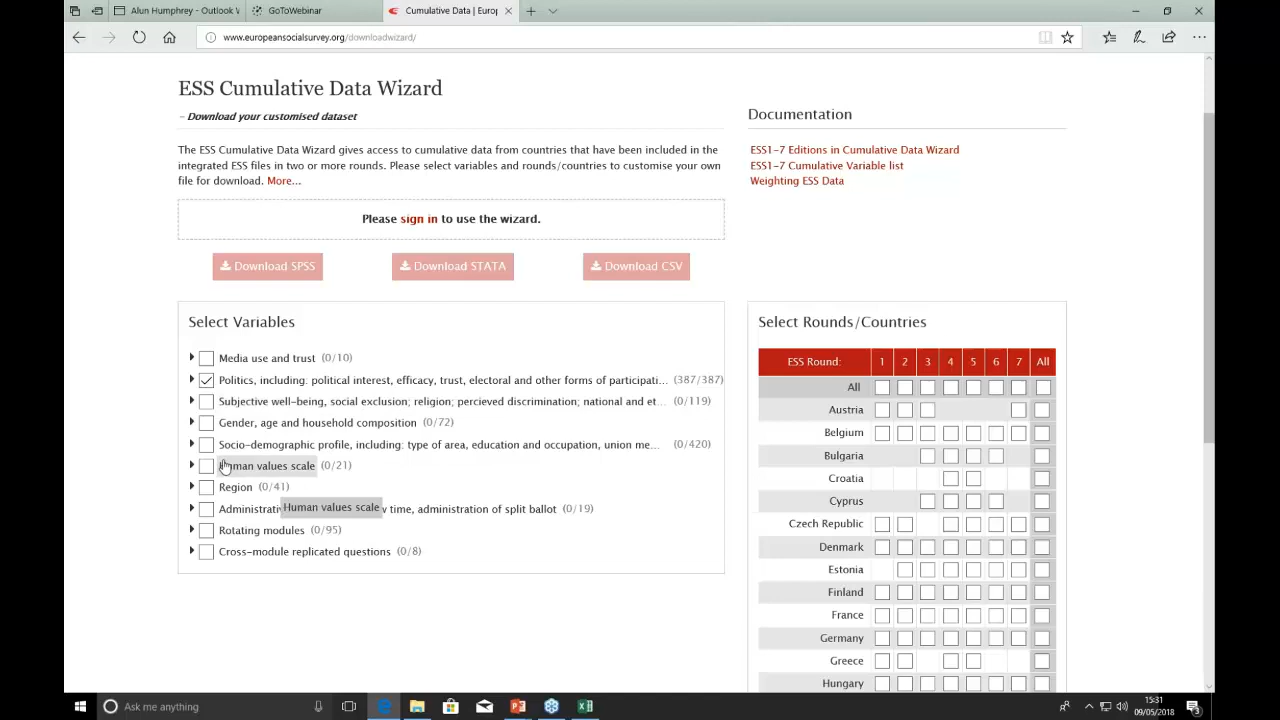 Alun Humphrey – Outlook W
GoToWebinar
Cumulative Data | Europ
www.europeansocialsurvey.org/downloadwizard/
ESS Cumulative Data Wizard
– Download your customised dataset
The ESS Cumulative Data Wizard gives access to cumulative data from countries that have been included in the
integrated ESS files in two or more rounds. Please select variables and rounds/countries to customise your own
file for download. More...
Please sign in to use the wizard.
Download SPSS
Download STATA
Download CSV
Documentation
ESS1-7 Editions in Cumulative Data Wizard
ESS1-7 Cumulative Variable list
Weighting ESS Data
Select Variables
Media use and trust (0/10)
Politics, including: political interest, efficacy, trust, electoral and other forms of participati... (387/387)
Subjective well-being, social exclusion; religion; percieved discrimination; national and et... (0/119)
Gender, age and household composition (0/72)
Socio-demographic profile, including: type of area, education and occupation, union me... (0/420)
Human values scale (0/21)
Region (0/41)
Human values scale
time, administration of split ballot (0/19)
Rotating modules (0/95)
Cross-module replicated questions (0/8)
Select Rounds/Countries
ESS Round: 1 2 3 4 5 6 7 All
All
Austria
Belgium
Bulgaria
Croatia
Cyprus
Czech Republic
Denmark
Estonia
Finland
France
Germany
Greece
Hungary
Ask me anything
15:31
09/05/2018
3